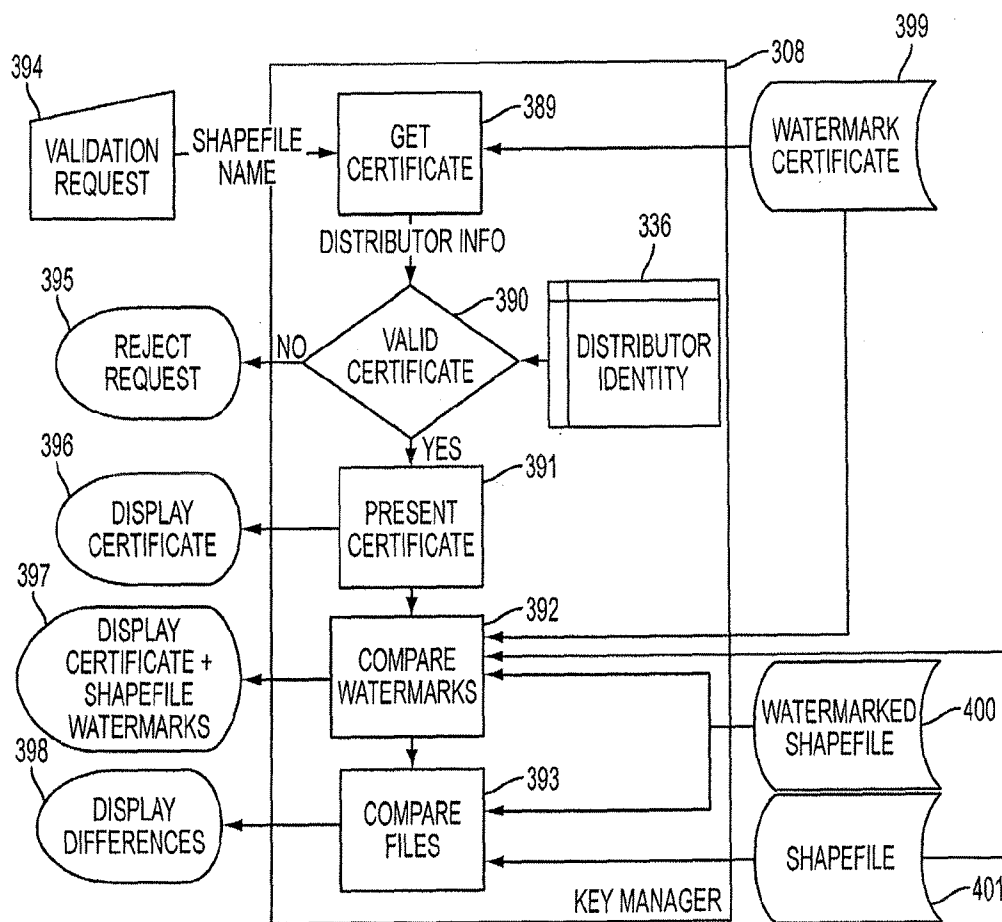 394
308
399
VALIDATION
REQUEST
SHAPEFILE
NAME
389
GET
CERTIFICATE
WATERMARK
CERTIFICATE
DISTRIBUTOR INFO
336
395
390
REJECT
REQUEST
NO
VALID
CERTIFICATE
DISTRIBUTOR
IDENTITY
YES
396
391
DISPLAY
CERTIFICATE
PRESENT
CERTIFICATE
397
392
DISPLAY
CERTIFICATE +
SHAPEFILE
WATERMARKS
COMPARE
WATERMARKS
WATERMARKED
SHAPEFILE
400
398
393
DISPLAY
DIFFERENCES
COMPARE
FILES
SHAPEFILE
401
KEY MANAGER